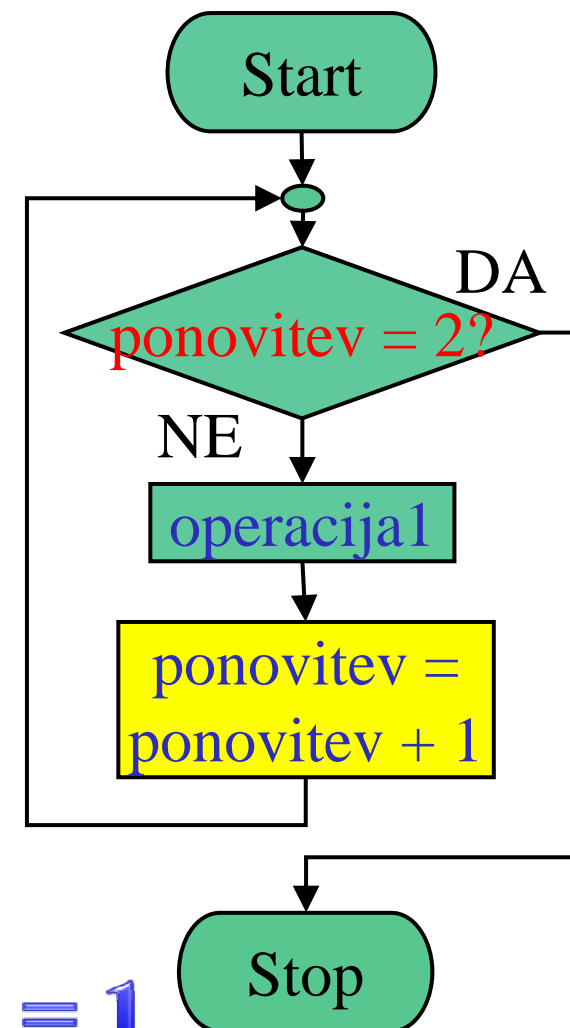 Start
DA
ponovitev = 2?
NE
operacija1
ponovitev =
ponovitev + 1
Stop
= 1